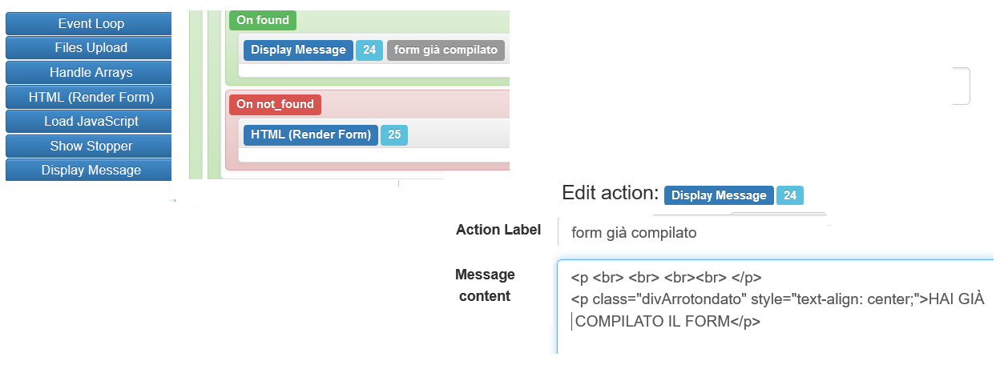 Event Loop
Files Upload
Handle Arrays
HTML (Render Form)
Load JavaScript
Show Stopper
Display Message
On found
Display Message 24 form già compilato
On not_found
HTML (Render Form) 25
Edit action: Display Message 24
Action Label form già compilato
Message
content
<p <br> <br> <br><br> </p>
<p class="divArrotondato" style="text-align: center;">HAI GIÀ
COMPILATO IL FORM</p>